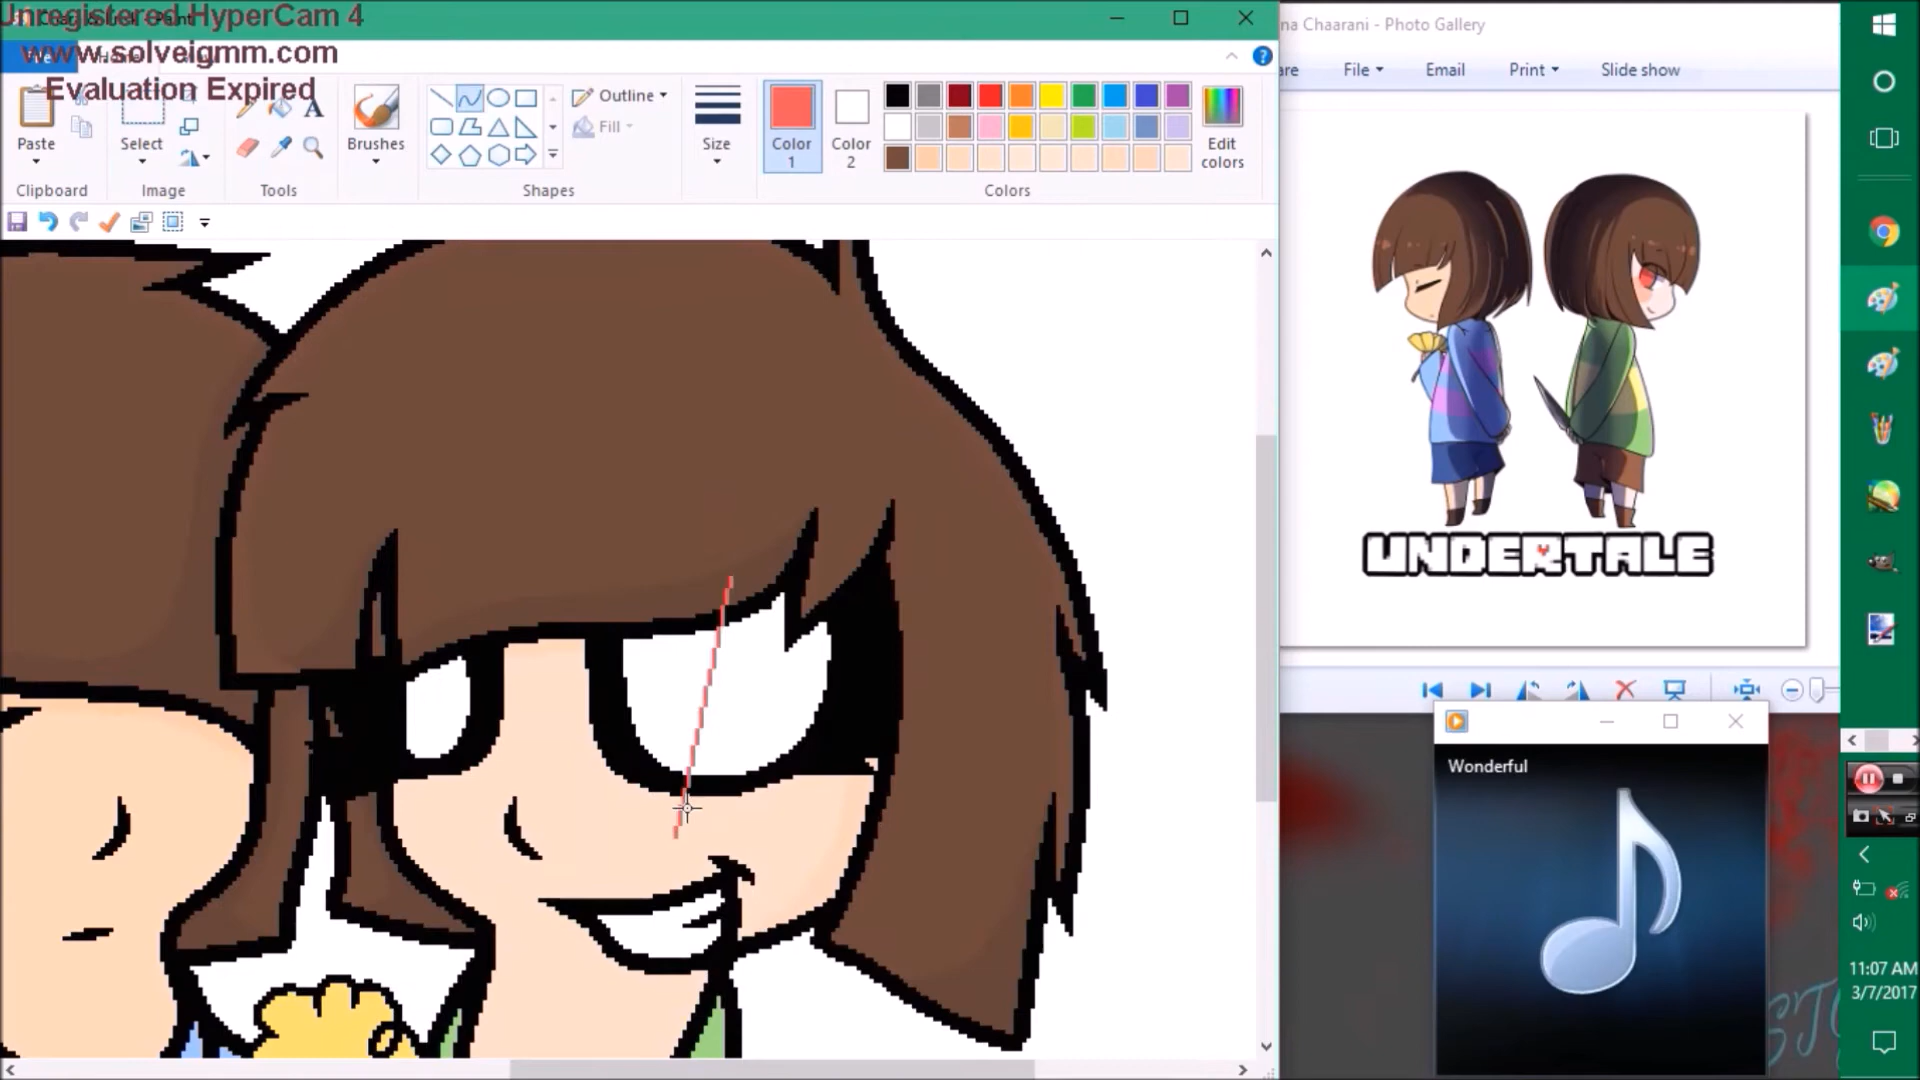 Unregistered HyperCam 4
www.solveigmm.com
Evaluation Expired
Paste
Select
Brushes
Outline
Fill
Size
Color 1
Color 2
Edit colors
Clipboard
Image
Tools
Shapes
Colors
na Chaarani - Photo Gallery
are
File
Email
Print
Slide show
UNDERTALE
Wonderful
11:07 AM
3/7/2017